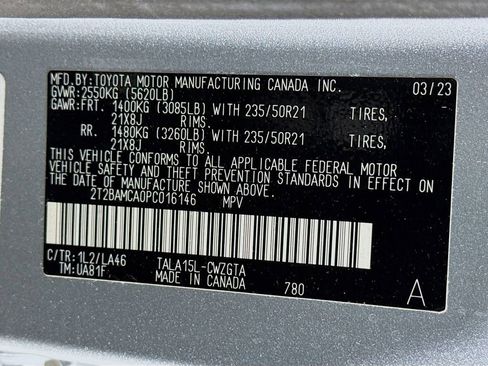 MFD.BY:TOYOTA MOTOR MANUFACTURING CANADA INC. 03/23
GVWR:2550KG (5620LB)
GAWR:FRT. 1400KG (3085LB) WITH 235/50R21 TIRES,
21X8J RIMS.
RR. 1480KG (3260LB) WITH 235/50R21 TIRES,
21X8J RIMS.
THIS VEHICLE CONFORMS TO ALL APPLICABLE FEDERAL MOTOR
VEHICLE SAFETY AND THEFT PREVENTION STANDARDS IN EFFECT
ON THE DATE OF MANUFACTURE SHOWN ABOVE.
2T2BAMCA0PC016146 MPV
C/TR:1L2/LA46 TALA15L-CWZGTA
TM:UA81F MADE IN CANADA 780 A